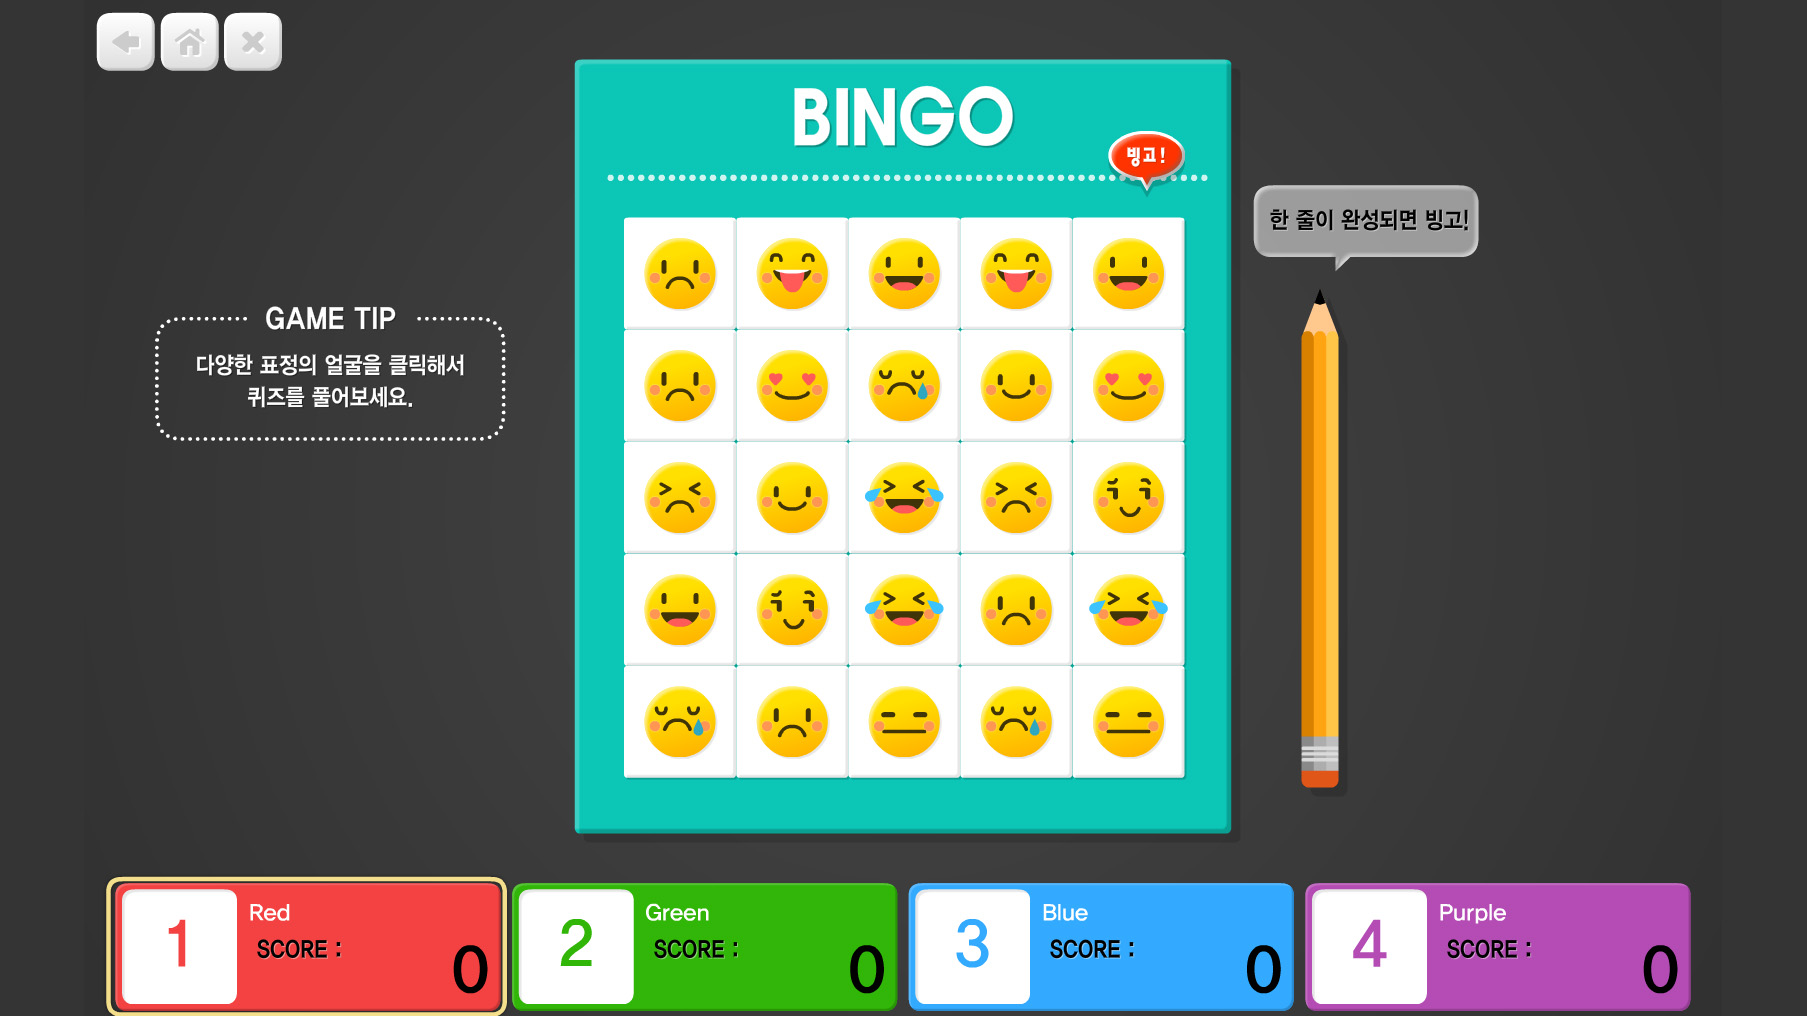 BINGO
빙고!
한 줄이 완성되면 빙고!
GAME TIP
다양한 표정의 얼굴을 클릭해서
퀴즈를 풀어보세요.
1
Red
SCORE :
0
2
Green
SCORE :
0
3
Blue
SCORE :
0
4
Purple
SCORE :
0